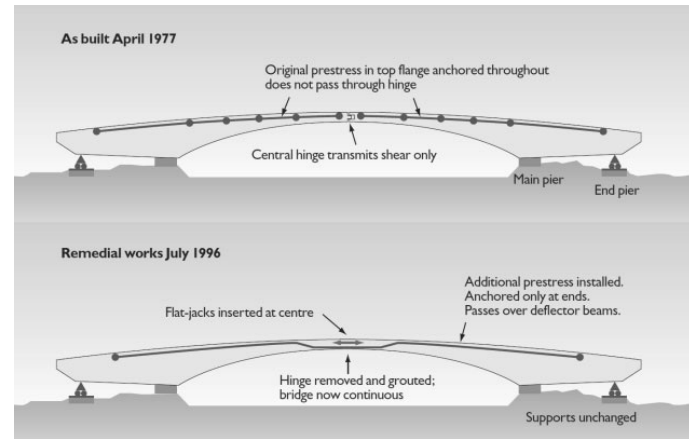 As built April 1977
Original prestress in top flange anchored throughout
does not pass through hinge
Central hinge transmits shear only
Main pier
End pier
Remedial works July 1996
Additional prestress installed.
Anchored only at ends.
Passes over deflector beams.
Flat-jacks inserted at centre
Hinge removed and grouted;
bridge now continuous
Supports unchanged